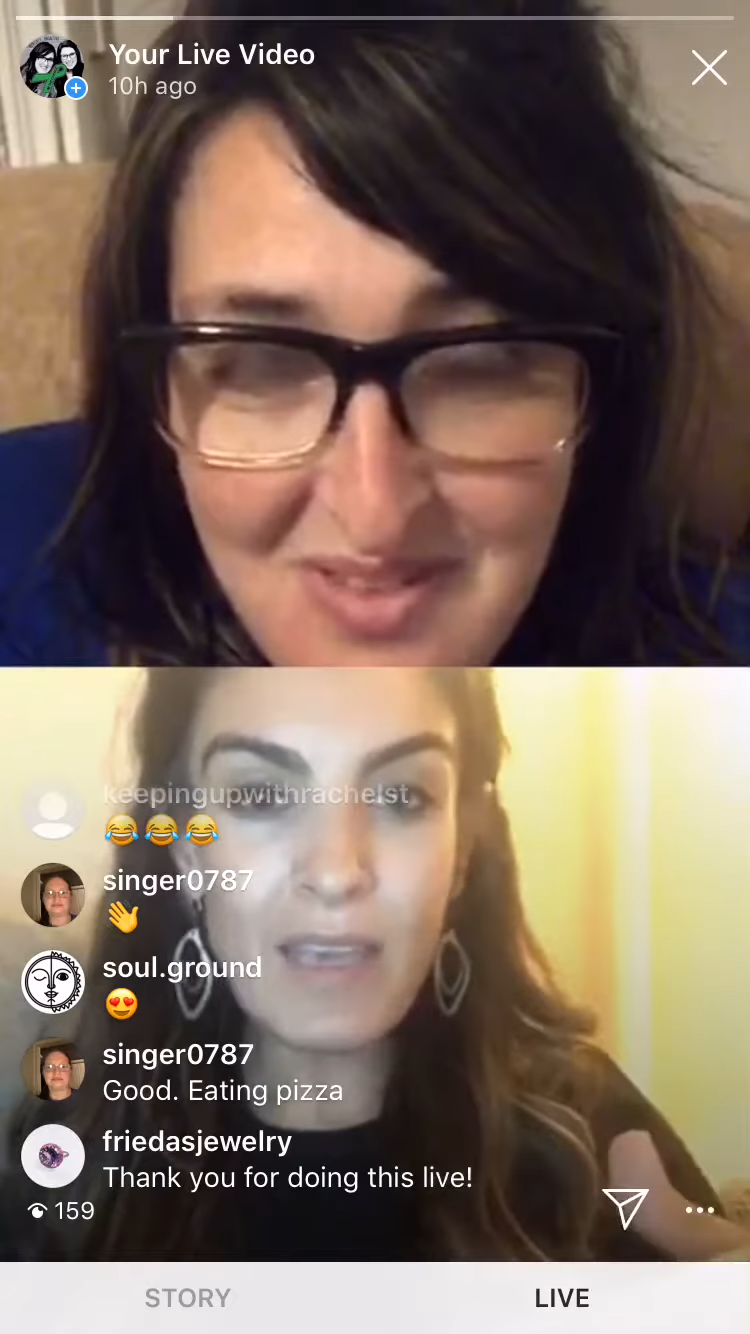 Your Live Video
10h ago
keepingupwithrachelst
😂😂😂
singer0787
👋
soul.ground
😍
singer0787
Good. Eating pizza
friedasjewelry
Thank you for doing this live!
159
STORY
LIVE